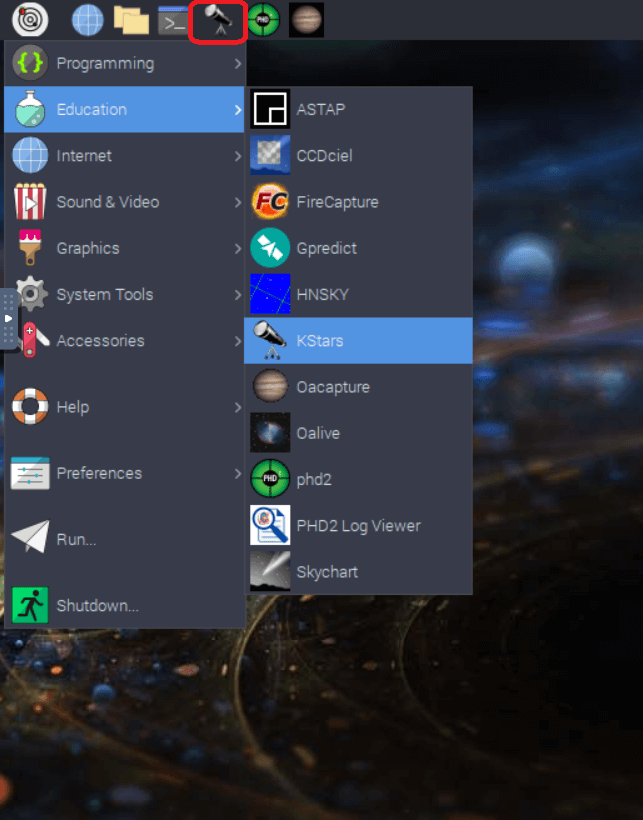 PHD
Programming
Education
Internet
Sound & Video
Graphics
System Tools
Accessories
Help
Preferences
Run...
Shutdown...
ASTAP
CCDciel
FC
FireCapture
Gpredict
HNSKY
KStars
Oacapture
Oalive
PHD
phd2
PHD2 Log Viewer
Skychart